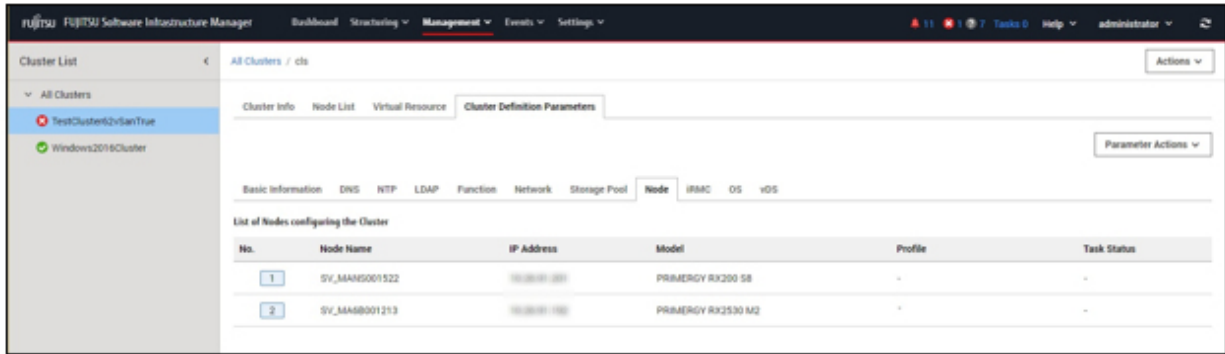 FUJITSU FUJITSU Software Infrastructure Manager Dashboard Structuring Management Events Settings 11 1 7 Tasks 0 Help administrator
Cluster List All Clusters / cls Actions
All Clusters
Cluster Info Node List Virtual Resource Cluster Definition Parameters
TestCluster62vSanTrue
Windows2016Cluster Parameter Actions
Basic Information DNS NTP LDAP Function Network Storage Pool Node iRMC OS vDS
List of Nodes configuring the Cluster
No. Node Name IP Address Model Profile Task Status
1 SV_MANS001522 PRIMERGY RX200 S8 - -
2 SV_MA6B001213 PRIMERGY RX2530 M2 - -